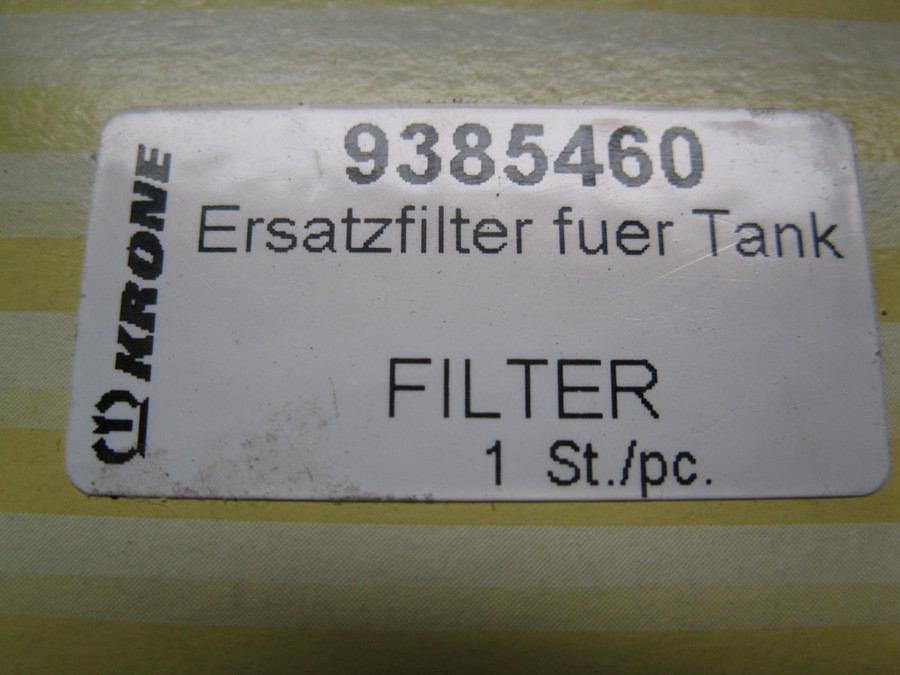 KRONE
9385460
Ersatzfilter fuer Tank
FILTER
1 St./pc.